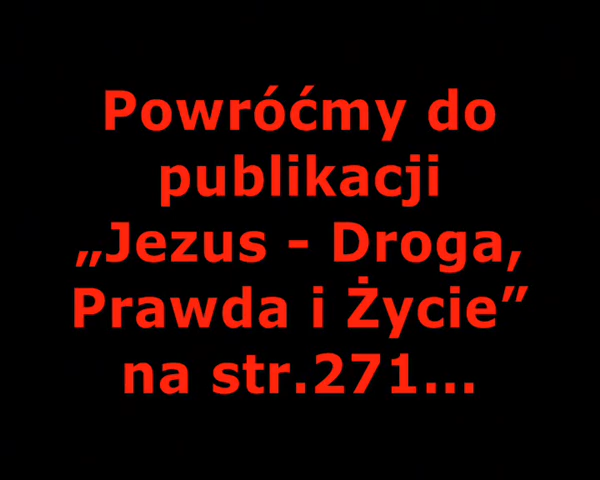 Powróćmy do
publikacji
„Jezus - Droga,
Prawda i Życie”
na str.271...